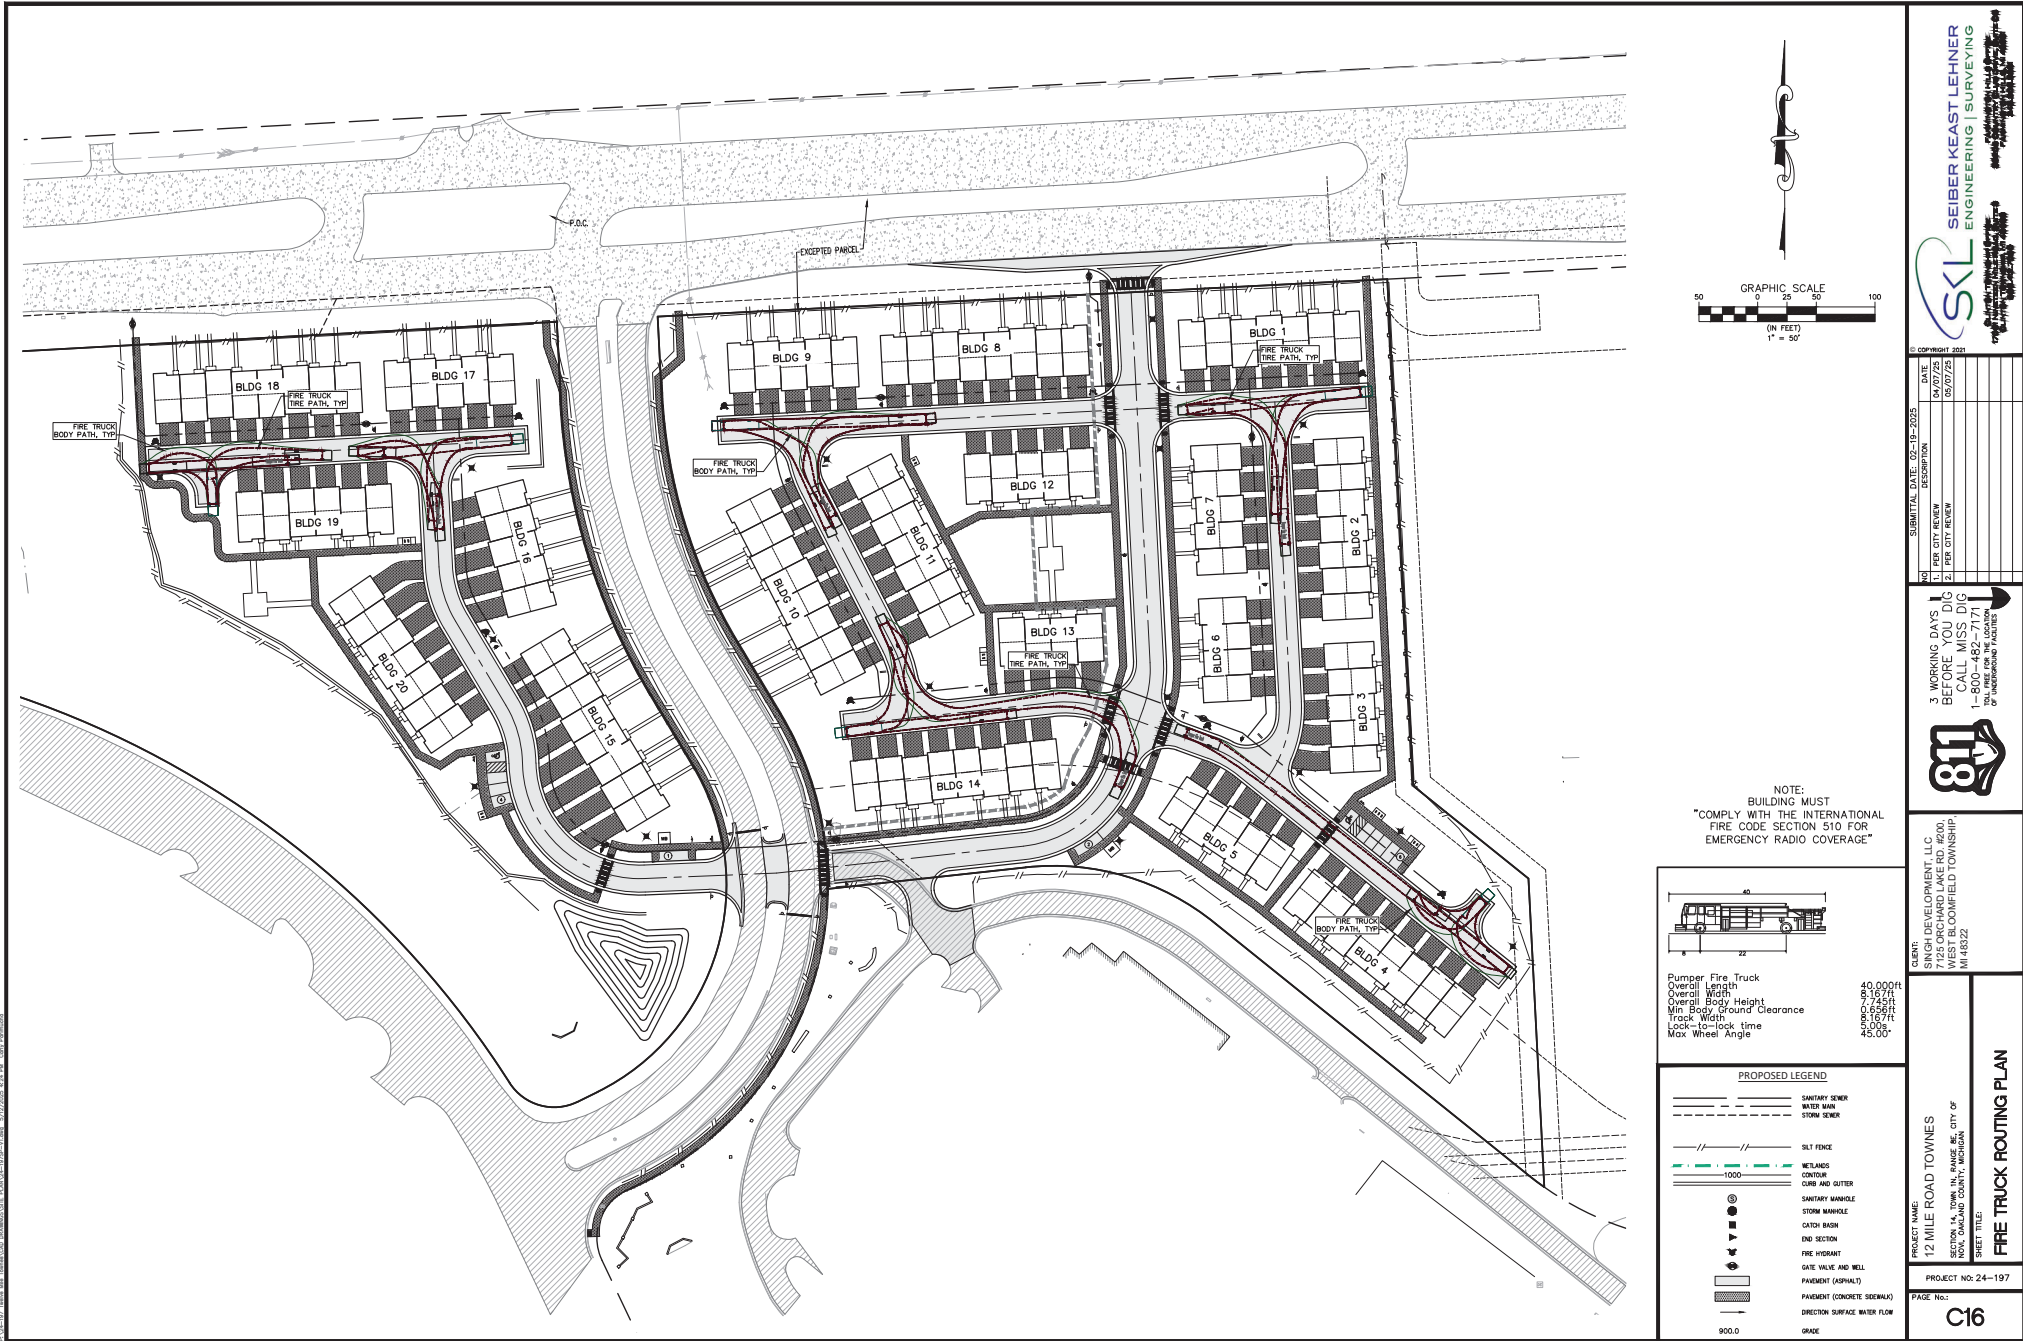 P.O.C.
EXCEPTED PARCEL
BLDG 1
FIRE TRUCK
TIRE PATH, TYP
BLDG 9
BLDG 8
BLDG 17
BLDG 18
FIRE TRUCK
TIRE PATH, TYP
FIRE TRUCK
BODY PATH, TYP
FIRE TRUCK
BODY PATH, TYP
BLDG 12
BLDG 19
BLDG 7
BLDG 2
BLDG 16
BLDG 11
BLDG 10
BLDG 13
FIRE TRUCK
TIRE PATH, TYP
BLDG 6
BLDG 20
BLDG 3
BLDG 15
BLDG 14
BLDG 5
FIRE TRUCK
BODY PATH, TYP
BLDG 4
GRAPHIC SCALE
50 0 25 50 100
(IN FEET)
1" = 50'
NOTE:
BUILDING MUST
"COMPLY WITH THE INTERNATIONAL
FIRE CODE SECTION 510 FOR
EMERGENCY RADIO COVERAGE"
40
8 22
Pumper Fire Truck
Overall Length 40.000ft
Overall Width 8.167ft
Overall Body Height 7.745ft
Min Body Ground Clearance 0.656ft
Track Width 8.167ft
Lock-to-lock time 5.00s
Max Wheel Angle 45.00°
PROPOSED LEGEND
SANITARY SEWER
WATER MAIN
STORM SEWER
SILT FENCE
WETLANDS
1000 CONTOUR
CURB AND GUTTER
S SANITARY MANHOLE
STORM MANHOLE
CATCH BASIN
END SECTION
FIRE HYDRANT
GATE VALVE AND WELL
PAVEMENT (ASPHALT)
PAVEMENT (CONCRETE SIDEWALK)
DIRECTION SURFACE WATER FLOW
900.0 GRADE
SKL
SEIBER KEAST LEHNER
ENGINEERING | SURVEYING
© COPYRIGHT 2021
SUBMITTAL DATE: 02-19-2025
NO DESCRIPTION DATE
1. PER CITY REVIEW 04/07/25
2. PER CITY REVIEW 05/07/25
3 WORKING DAYS
BEFORE YOU DIG
CALL MISS DIG
1-800-482-7171
TOLL FREE FOR THE LOCATION
OF UNDERGROUND FACILITIES
811
CLIENT:
SINGH DEVELOPMENT, LLC
7125 ORCHARD LAKE RD. #200,
WEST BLOOMFIELD TOWNSHIP,
MI 48322
PROJECT NAME:
12 MILE ROAD TOWNES
SECTION 14, TOWN 1N, RANGE 8E, CITY OF
NOVI, OAKLAND COUNTY, MICHIGAN
SHEET TITLE:
FIRE TRUCK ROUTING PLAN
PROJECT NO: 24-197
PAGE No.:
C16